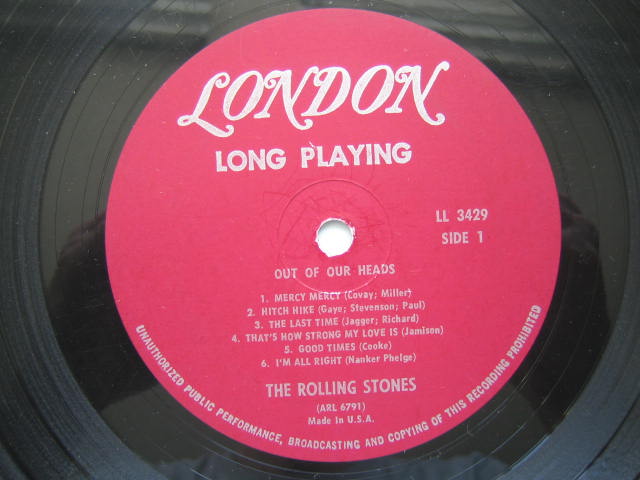 LONDON
LONG PLAYING
LL 3429
SIDE 1
OUT OF OUR HEADS
1. MERCY MERCY (Covay; Miller)
2. HITCH HIKE (Gaye; Stevenson; Paul)
3. THE LAST TIME (Jagger; Richard)
4. THAT'S HOW STRONG MY LOVE IS (Jamison)
5. GOOD TIMES (Cooke)
6. I'M ALL RIGHT (Nanker Phelge)
THE ROLLING STONES
(ARL 6791)
Made In U.S.A.
UNAUTHORIZED PUBLIC PERFORMANCE, BROADCASTING AND COPYING OF THIS RECORDING PROHIBITED